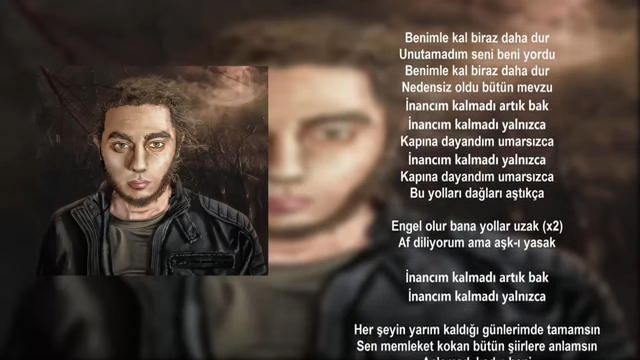 Benimle kal biraz daha dur
Unutamadım seni beni yordu
Benimle kal biraz daha dur
Nedensiz oldu bütün mevzu
İnancım kalmadı artık bak
İnancım kalmadı yalnızca
Kapına dayandım umarsızca
İnancım kalmadı yalnızca
Kapına dayandım umarsızca
Bu yolları dağları aştıkça
Engel olur bana yollar uzak (x2)
Af diliyorum ama aşk-ı yasak
İnancım kalmadı artık bak
İnancım kalmadı yalnızca
Her şeyin yarım kaldığı günlerimde tamamsın
Sen memleket kokan bütün şiirlere anlamsın